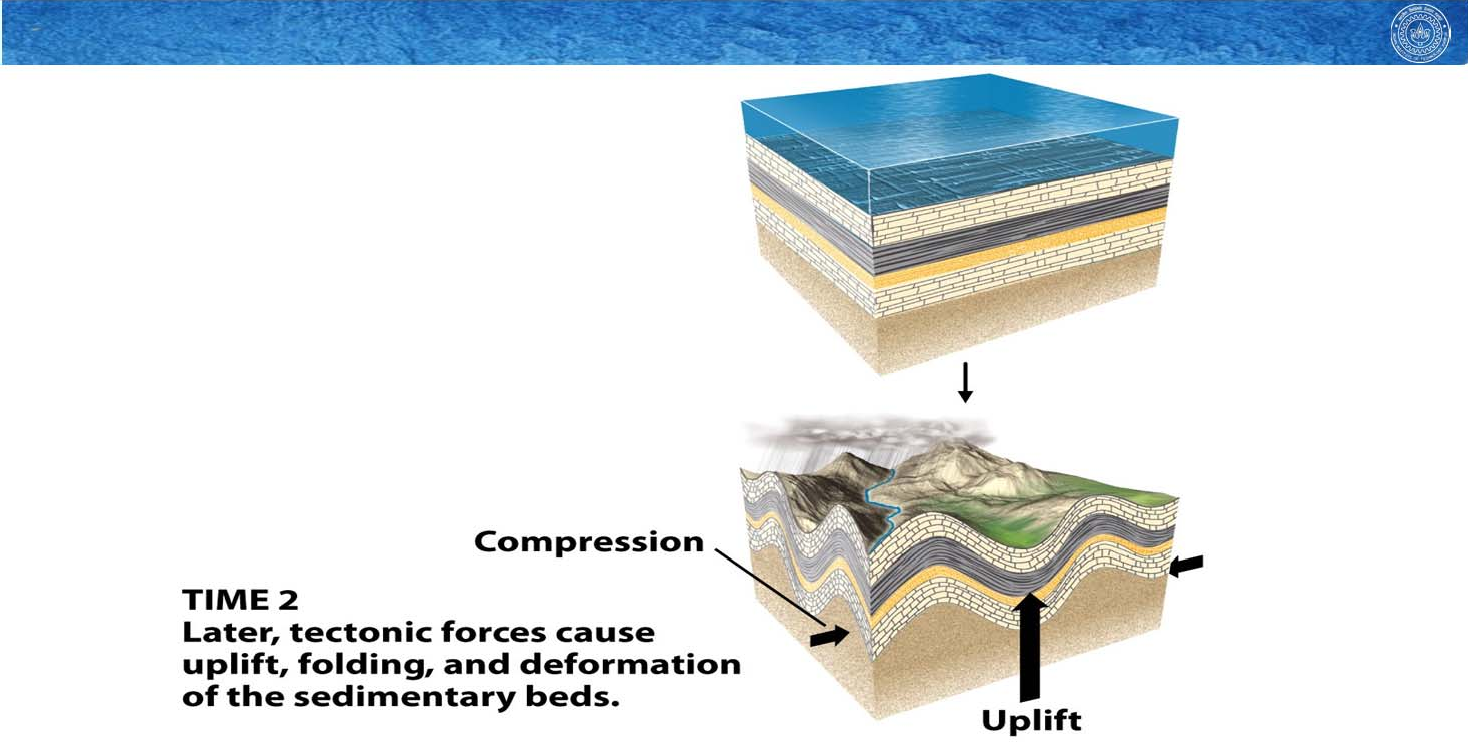 Compression
TIME 2
Later, tectonic forces cause
uplift, folding, and deformation
of the sedimentary beds.
Uplift